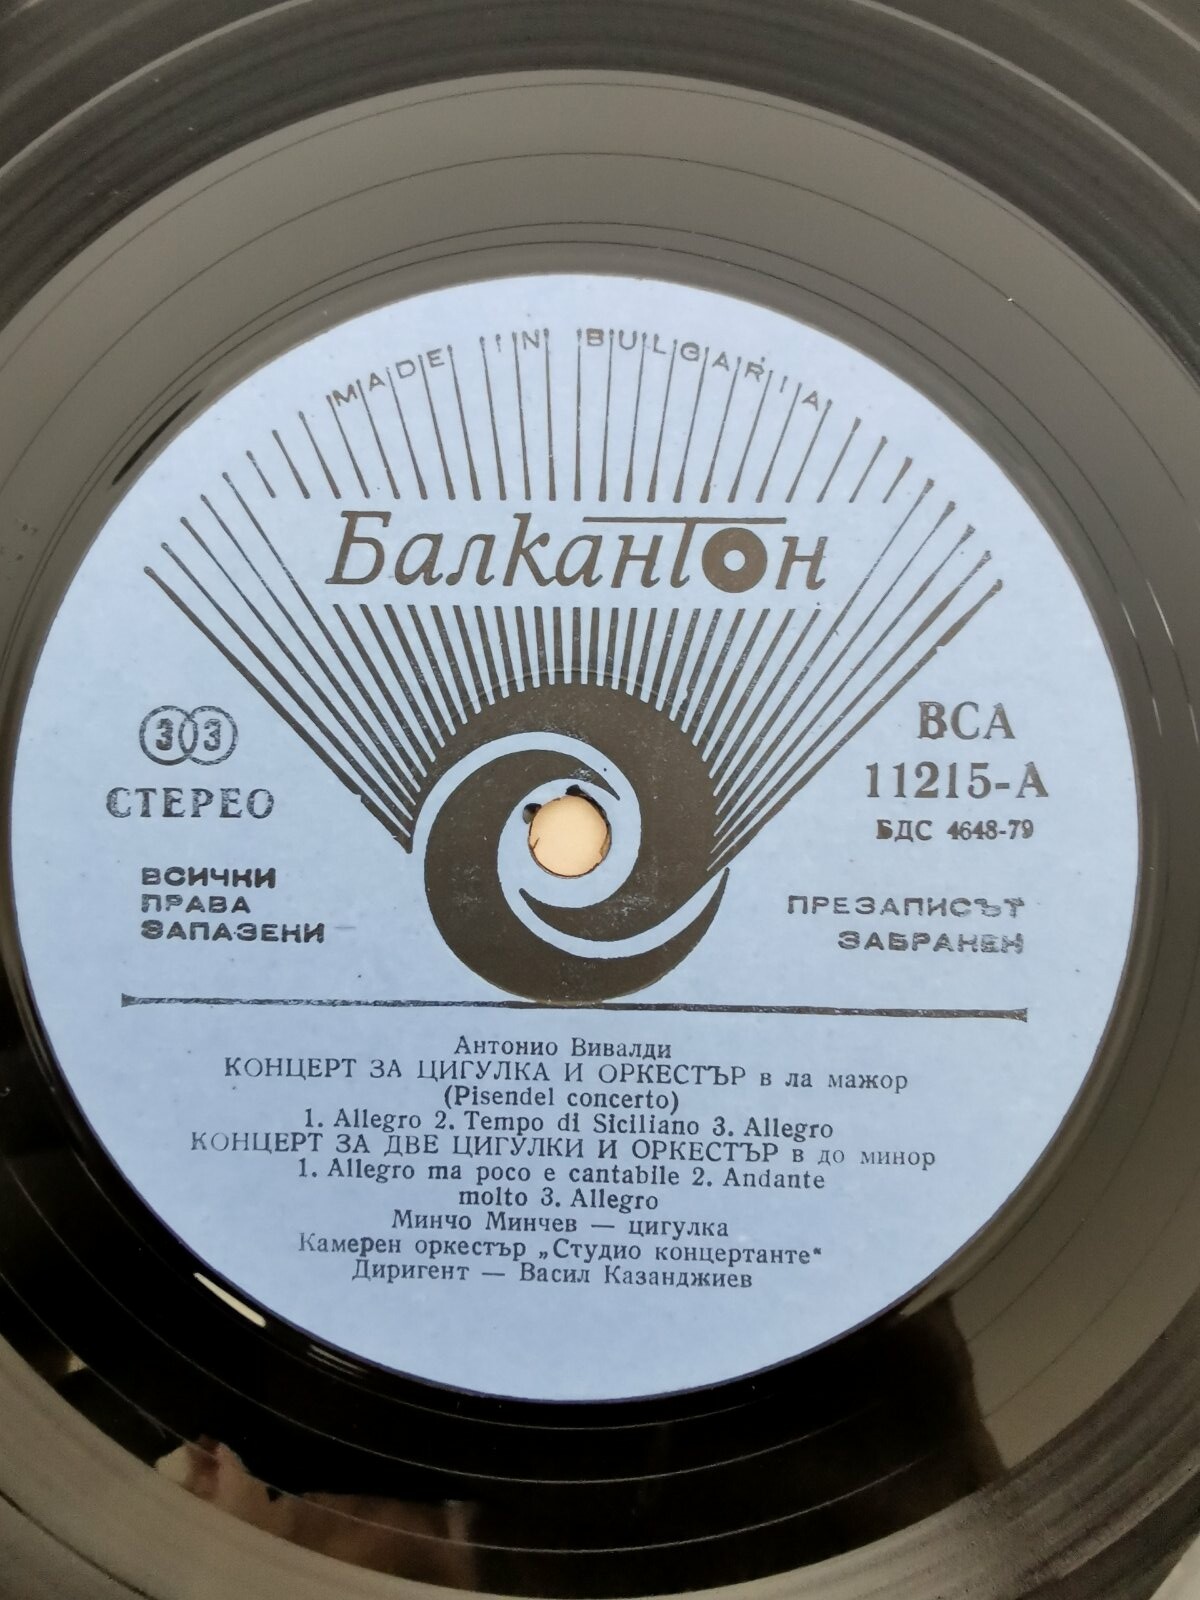 MADE IN BULGARIA
БалканТон
33
СТЕРЕО
ВСИЧКИ
ПРАВА
ЗАПАЗЕНИ
ВСА
11215-А
БДС 4648-79
ПРЕЗАПИСЪТ
ЗАБРАНЕН
Антонио Вивалди
КОНЦЕРТ ЗА ЦИГУЛКА И ОРКЕСТЪР в ла мажор
(Pisendel concerto)
1. Allegro 2. Tempo di Siciliano 3. Allegro
КОНЦЕРТ ЗА ДВЕ ЦИГУЛКИ И ОРКЕСТЪР в до минор
1. Allegro ma poco e cantabile 2. Andante
molto 3. Allegro
Минчо Минчев — цигулка
Камерен оркестър „Студио концертанте“
Диригент — Васил Казанджиев